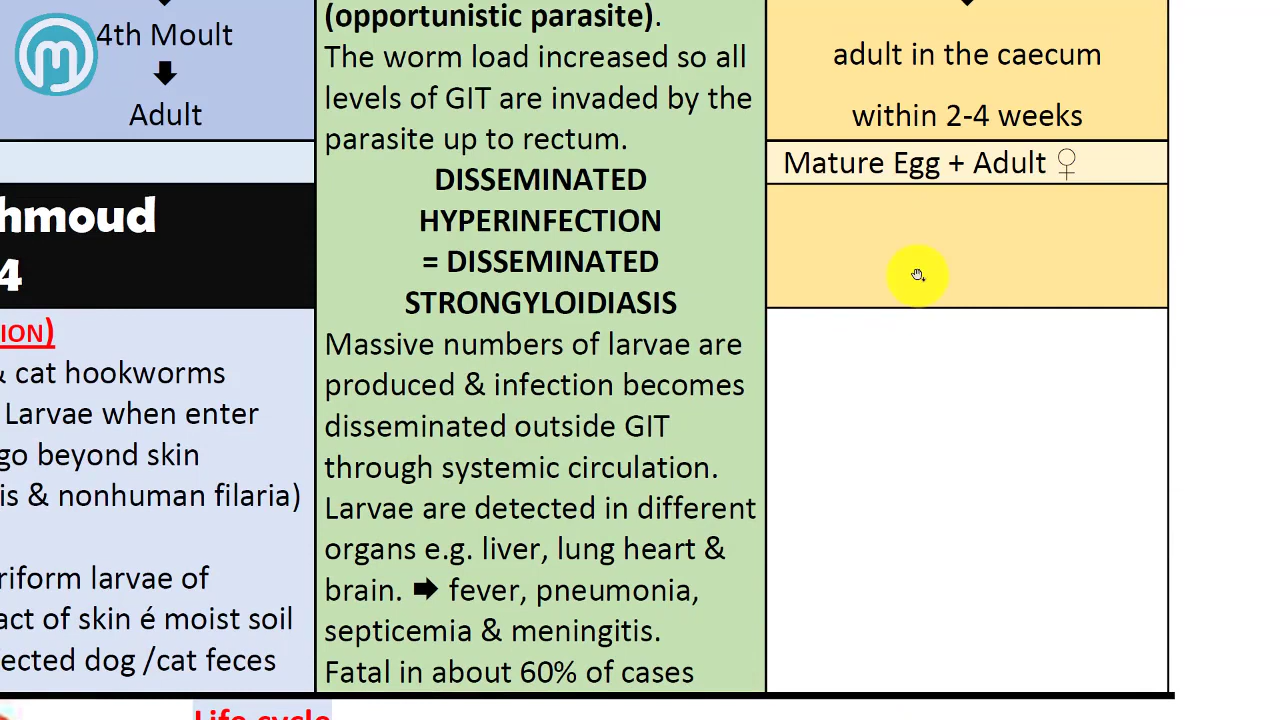 4th Moult
🡇
Adult
hmoud
4
ION)
& cat hookworms
Larvae when enter
go beyond skin
is & nonhuman filaria)
riform larvae of
act of skin é moist soil
ected dog /cat feces
(opportunistic parasite).
The worm load increased so all
levels of GIT are invaded by the
parasite up to rectum.
DISSEMINATED
HYPERINFECTION
= DISSEMINATED
STRONGYLOIDIASIS
Massive numbers of larvae are
produced & infection becomes
disseminated outside GIT
through systemic circulation.
Larvae are detected in different
organs e.g. liver, lung heart &
brain. 🡆 fever, pneumonia,
septicemia & meningitis.
Fatal in about 60% of cases
adult in the caecum
within 2-4 weeks
Mature Egg + Adult ♀
Life cycle